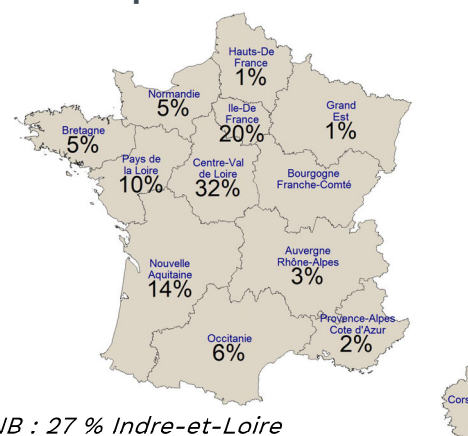 Hauts-De
France
1%
Normandie
5%
Ile-De
France
20%
Grand
Est
1%
Bretagne
5%
Pays de
la Loire
10%
Centre-Val
de Loire
32%
Bourgogne
Franche-Comté
Nouvelle
Aquitaine
14%
Auvergne
Rhône-Alpes
3%
Provence-Alpes
Cote d'Azur
2%
Occitanie
6%
Cors
NB : 27 % Indre-et-Loire